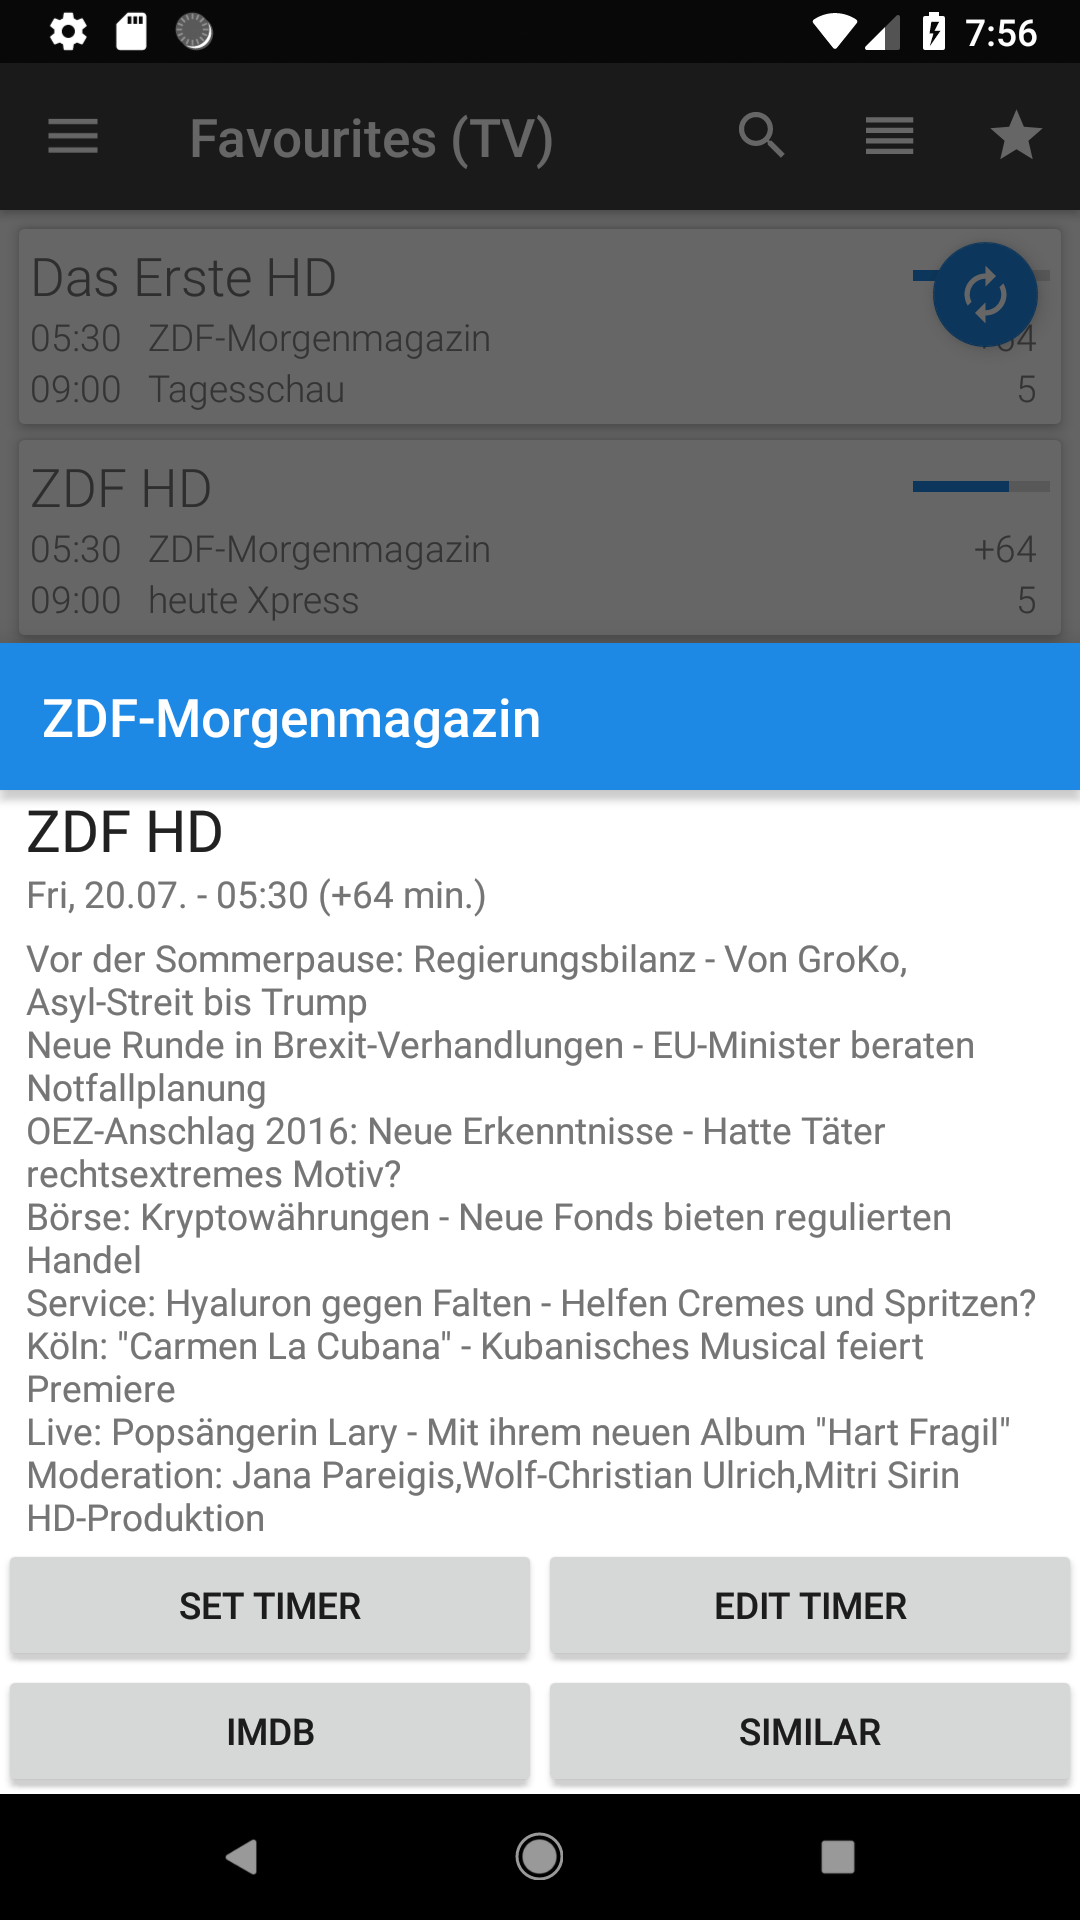 7:56
Favourites (TV)
Das Erste HD
05:30 ZDF-Morgenmagazin
09:00 Tagesschau 5
ZDF HD
05:30 ZDF-Morgenmagazin +64
09:00 heute Xpress 5
ZDF-Morgenmagazin
ZDF HD
Fri, 20.07. - 05:30 (+64 min.)
Vor der Sommerpause: Regierungsbilanz - Von GroKo,
Asyl-Streit bis Trump
Neue Runde in Brexit-Verhandlungen - EU-Minister beraten
Notfallplanung
OEZ-Anschlag 2016: Neue Erkenntnisse - Hatte Täter
rechtsextremes Motiv?
Börse: Kryptowährungen - Neue Fonds bieten regulierten
Handel
Service: Hyaluron gegen Falten - Helfen Cremes und Spritzen?
Köln: "Carmen La Cubana" - Kubanisches Musical feiert
Premiere
Live: Popsängerin Lary - Mit ihrem neuen Album "Hart Fragil"
Moderation: Jana Pareigis,Wolf-Christian Ulrich,Mitri Sirin
HD-Produktion
SET TIMER EDIT TIMER
IMDB SIMILAR